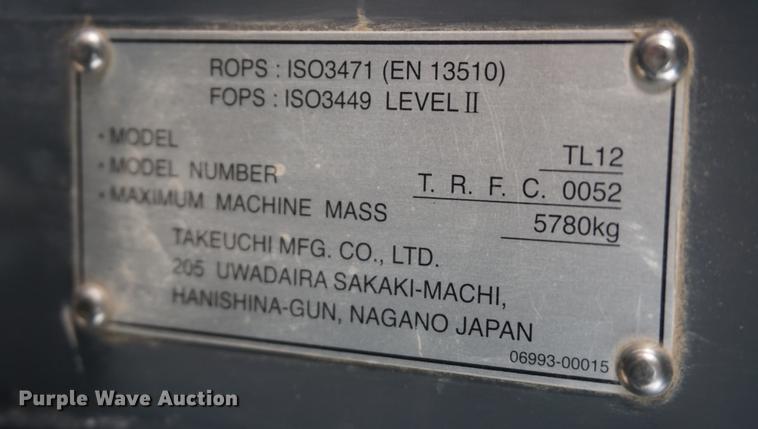 ROPS : ISO3471 (EN 13510)
FOPS : ISO3449 LEVEL Ⅱ
• MODEL TL12
• MODEL NUMBER T. R. F. C. 0052
• MAXIMUM MACHINE MASS 5780kg
TAKEUCHI MFG. CO., LTD.
205 UWADAIRA SAKAKI-MACHI,
HANISHINA-GUN, NAGANO JAPAN
06993-00015
Purple Wave Auction